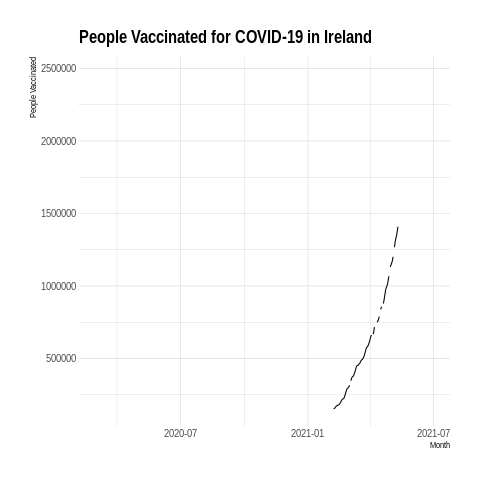 People Vaccinated for COVID-19 in Ireland
People Vaccinated
2500000
2000000
1500000
1000000
500000
2020-07
2021-01
2021-07
Month